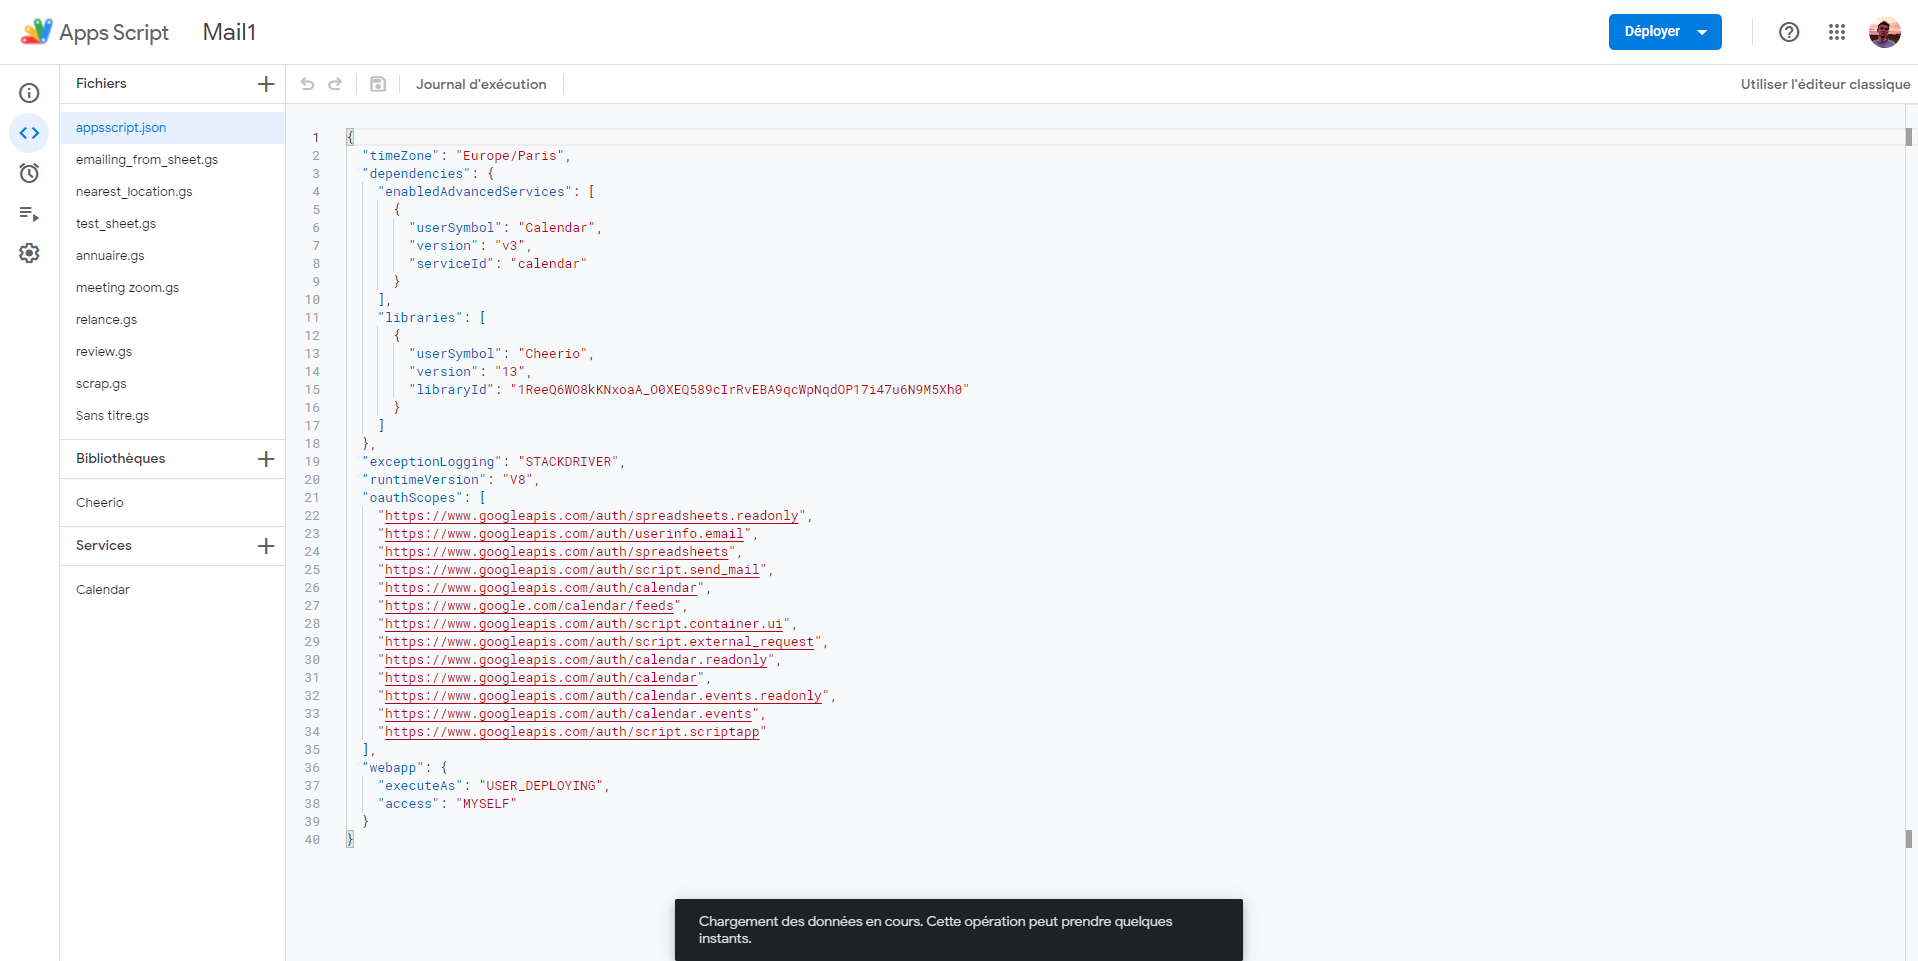 Apps Script
Mail1
Déployer
Fichiers
Journal d'exécution
Utiliser l'éditeur classique
appsscript.json
emailing_from_sheet.gs
nearest_location.gs
test_sheet.gs
annuaire.gs
meeting zoom.gs
relance.gs
review.gs
scrap.gs
Sans titre.gs
Bibliothèques
Cheerio
Services
Calendar
1 {
2 "timeZone": "Europe/Paris",
3 "dependencies": {
4 "enabledAdvancedServices": [
5 {
6 "userSymbol": "Calendar",
7 "version": "v3",
8 "serviceId": "calendar"
9 }
10 ],
11 "libraries": [
12 {
13 "userSymbol": "Cheerio",
14 "version": "13",
15 "libraryId": "1ReeQ6WO8kKNxoaA_O0XEQ589cIrRvEBA9qcWpNqdOP17i47u6N9M5Xh0"
16 }
17 ]
18 },
19 "exceptionLogging": "STACKDRIVER",
20 "runtimeVersion": "V8",
21 "oauthScopes": [
22 "https://www.googleapis.com/auth/spreadsheets.readonly",
23 "https://www.googleapis.com/auth/userinfo.email",
24 "https://www.googleapis.com/auth/spreadsheets",
25 "https://www.googleapis.com/auth/script.send_mail",
26 "https://www.googleapis.com/auth/calendar",
27 "https://www.google.com/calendar/feeds",
28 "https://www.googleapis.com/auth/script.container.ui",
29 "https://www.googleapis.com/auth/script.external_request",
30 "https://www.googleapis.com/auth/calendar.readonly",
31 "https://www.googleapis.com/auth/calendar",
32 "https://www.googleapis.com/auth/calendar.events.readonly",
33 "https://www.googleapis.com/auth/calendar.events",
34 "https://www.googleapis.com/auth/script.scriptapp"
35 ],
36 "webapp": {
37 "executeAs": "USER_DEPLOYING",
38 "access": "MYSELF"
39 }
40 }
Chargement des données en cours. Cette opération peut prendre quelques
instants.